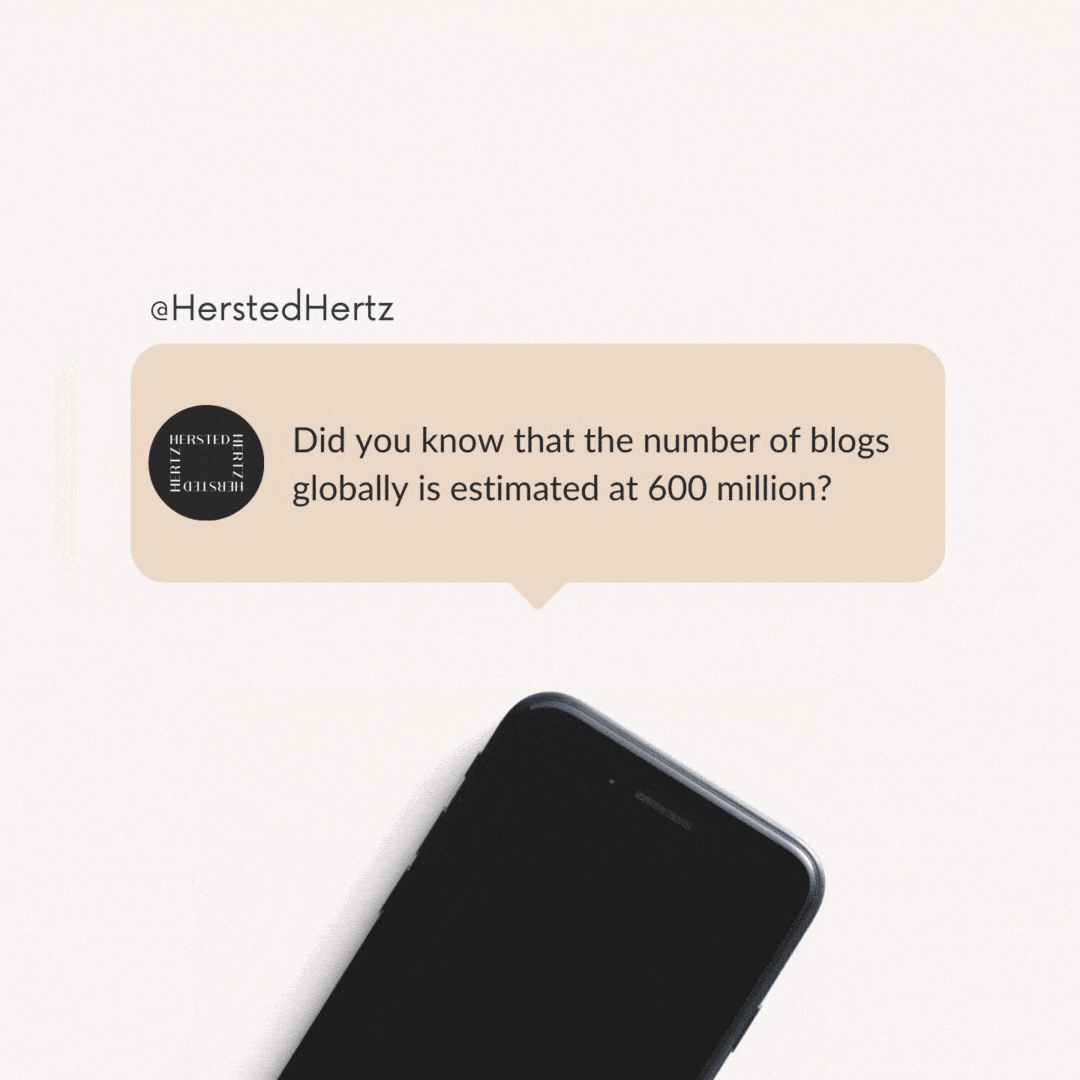 @HerstedHertz
HERSTED
HERTZ
HERSTED
HERTZ
Did you know that the number of blogs
globally is estimated at 600 million?